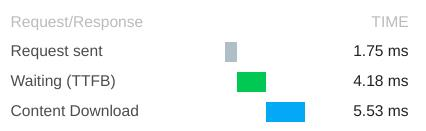 Request/Response TIME
Request sent 1.75 ms
Waiting (TTFB) 4.18 ms
Content Download 5.53 ms